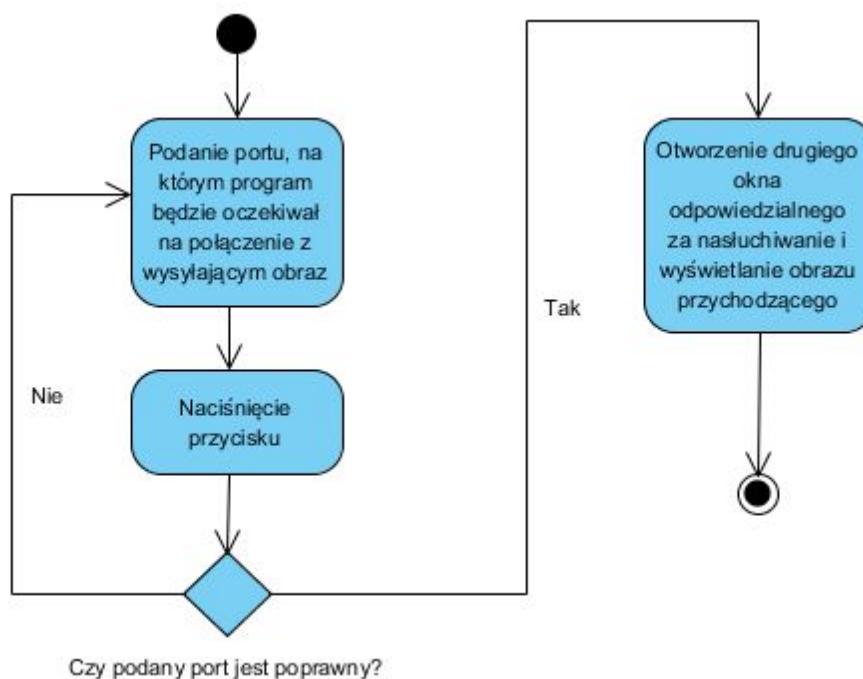 Podanie portu, na
którym program
będzie oczekiwał
na połączenie z
wysyłającym obraz
Nie
Naciśnięcie
przycisku
Czy podany port jest poprawny?
Tak
Otworzenie drugiego
okna
odpowiedzialnego
za nasłuchiwanie i
wyświetlanie obrazu
przychodzącego